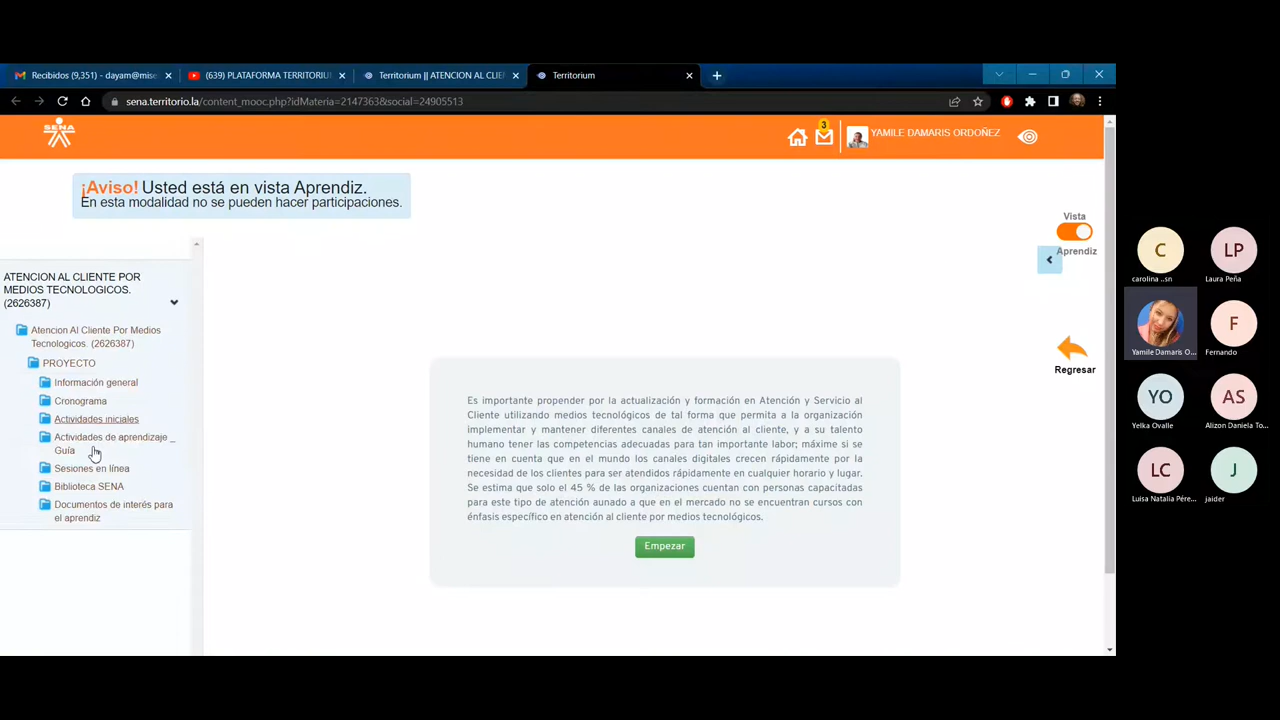 Recibidos (9,351) - dayam@mise
(639) PLATAFORMA TERRITORIU
Territorium || ATENCION AL CLIE
Territorium
sena.territorio.la/content_mooc.php?idMateria=2147363&social=24905513
SENA
3
YAMILE DAMARIS ORDOÑEZ
¡Aviso! Usted está en vista Aprendiz.
En esta modalidad no se pueden hacer participaciones.
Vista
Aprendiz
Regresar
ATENCION AL CLIENTE POR
MEDIOS TECNOLOGICOS.
(2626387)
Atencion Al Cliente Por Medios
Tecnologicos. (2626387)
PROYECTO
Información general
Cronograma
Actividades iniciales
Actividades de aprendizaje _
Guía
Sesiones en línea
Biblioteca SENA
Documentos de interés para
el aprendiz
Es importante propender por la actualización y formación en Atención y Servicio al
Cliente utilizando medios tecnológicos de tal forma que permita a la organización
implementar y mantener diferentes canales de atención al cliente, y a su talento
humano tener las competencias adecuadas para tan importante labor; máxime si se
tiene en cuenta que en el mundo los canales digitales crecen rápidamente por la
necesidad de los clientes para ser atendidos rápidamente en cualquier horario y lugar.
Se estima que solo el 45 % de las organizaciones cuentan con personas capacitadas
para este tipo de atención aunado a que en el mercado no se encuentran cursos con
énfasis específico en atención al cliente por medios tecnológicos.
Empezar
C
carolina ..sn
LP
Laura Peña
Yamile Damaris O...
F
Fernando
YO
Yelka Ovalle
AS
Alizon Daniela To...
LC
Luisa Natalia Pére...
J
jaider